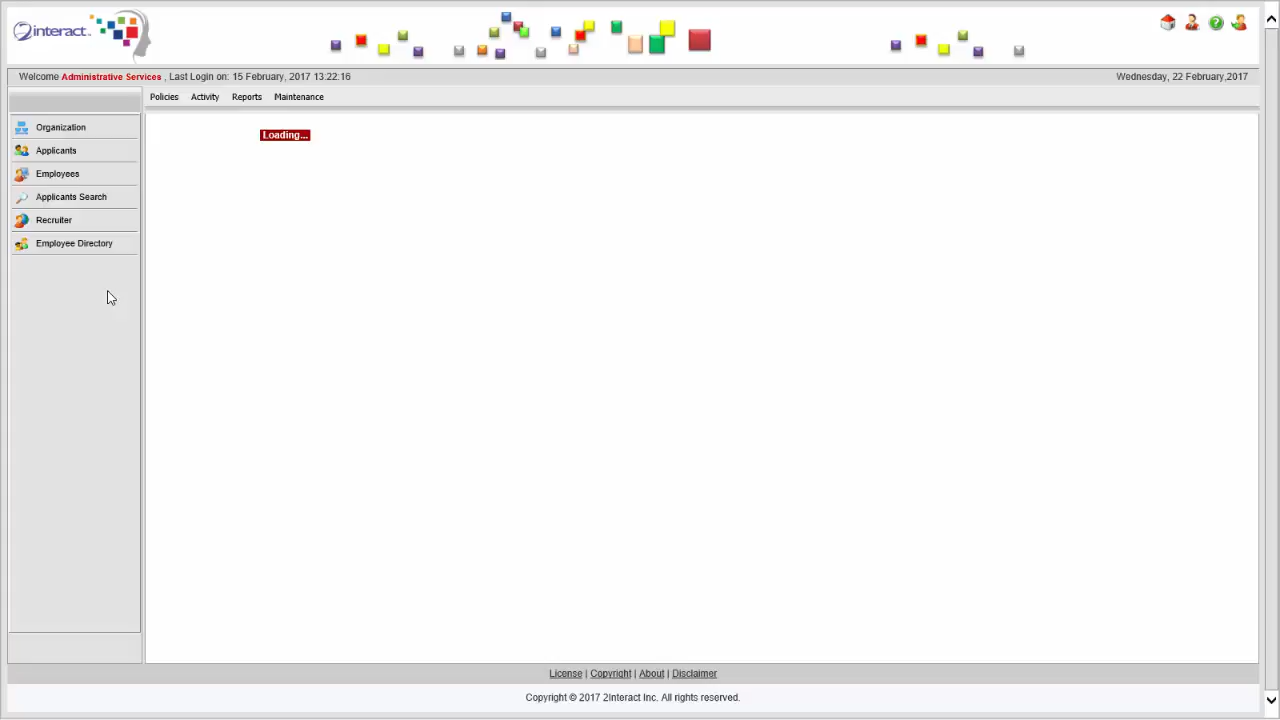 2interact
Welcome Administrative Services , Last Login on: 15 February, 2017 13:22:16
Wednesday, 22 February,2017
Policies
Activity
Reports
Maintenance
Organization
Applicants
Employees
Applicants Search
Recruiter
Employee Directory
Loading...
License | Copyright | About | Disclaimer
Copyright © 2017 2Interact Inc. All rights reserved.